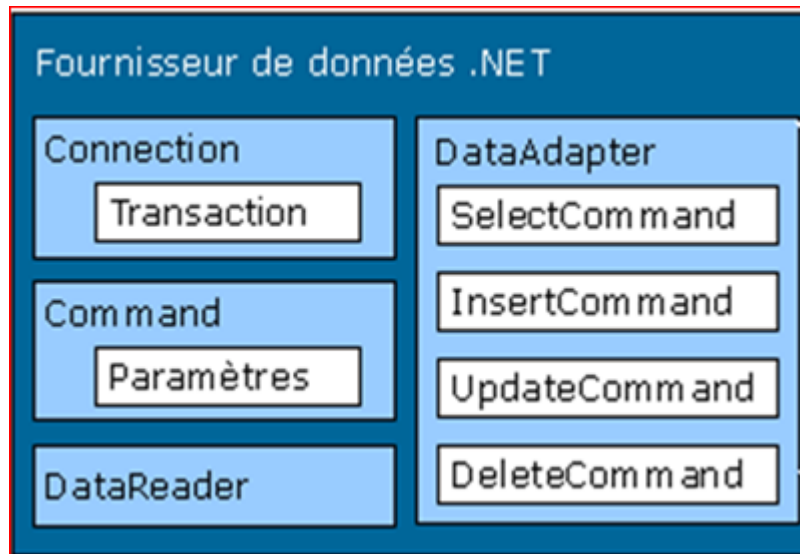 Fournisseur de données .NET
Connection
Transaction
Command
Paramètres
DataReader
DataAdapter
SelectCommand
InsertCommand
UpdateCommand
DeleteCommand